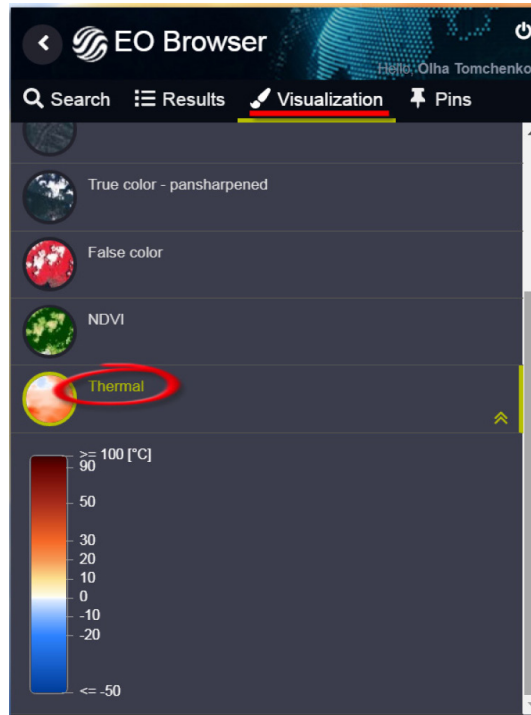 EO Browser
Hello, Olha Tomchenko
Search Results Visualization Pins
True color - pansharpened
False color
NDVI
Thermal
>= 100 [°C]
90
50
30
20
10
0
-10
-20
<= -50